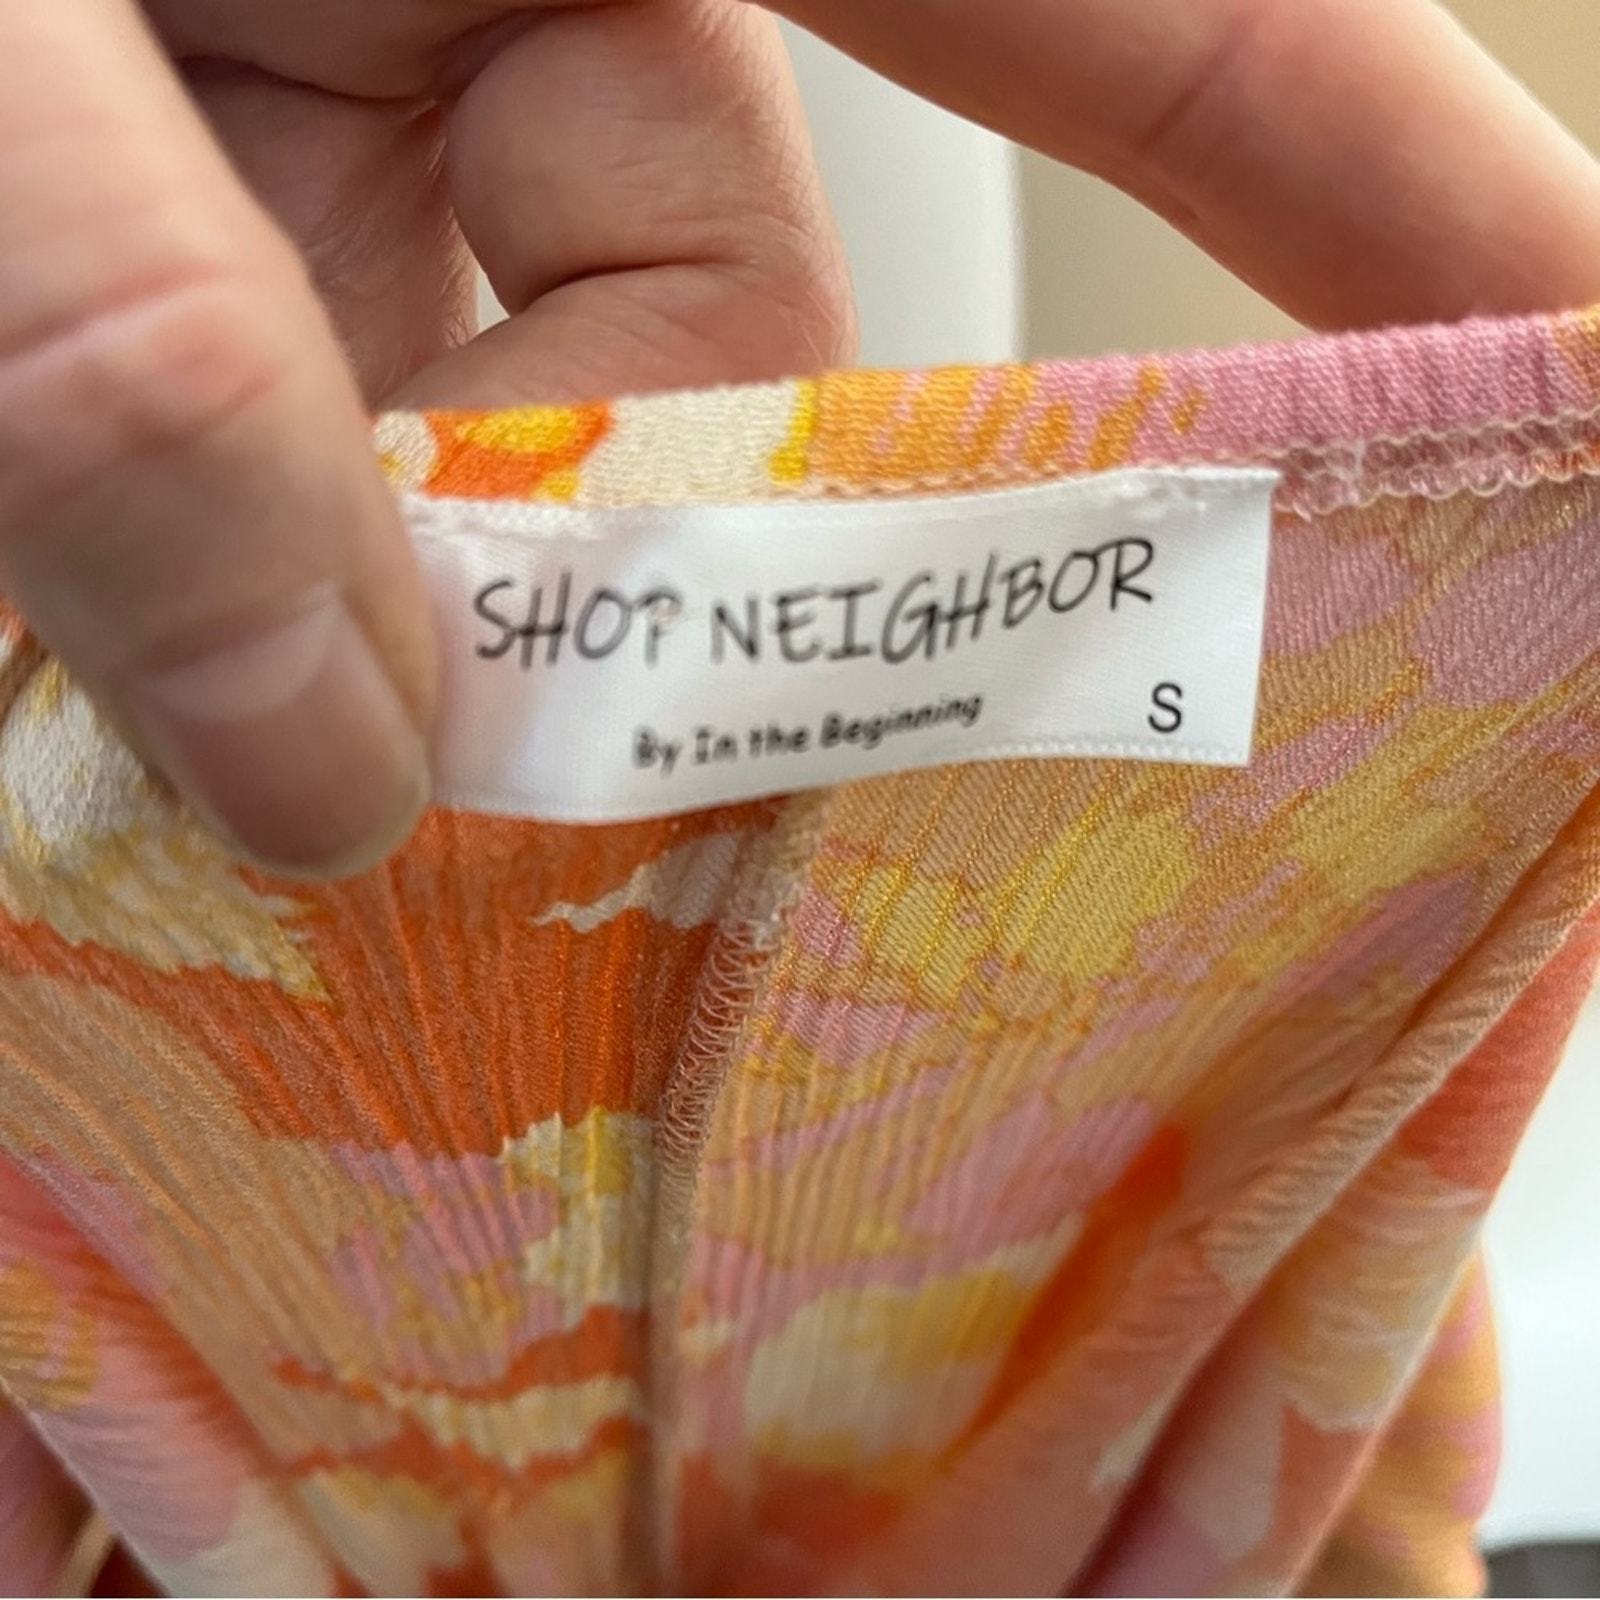 SHOP NEIGHBOR
By In the Beginning
S